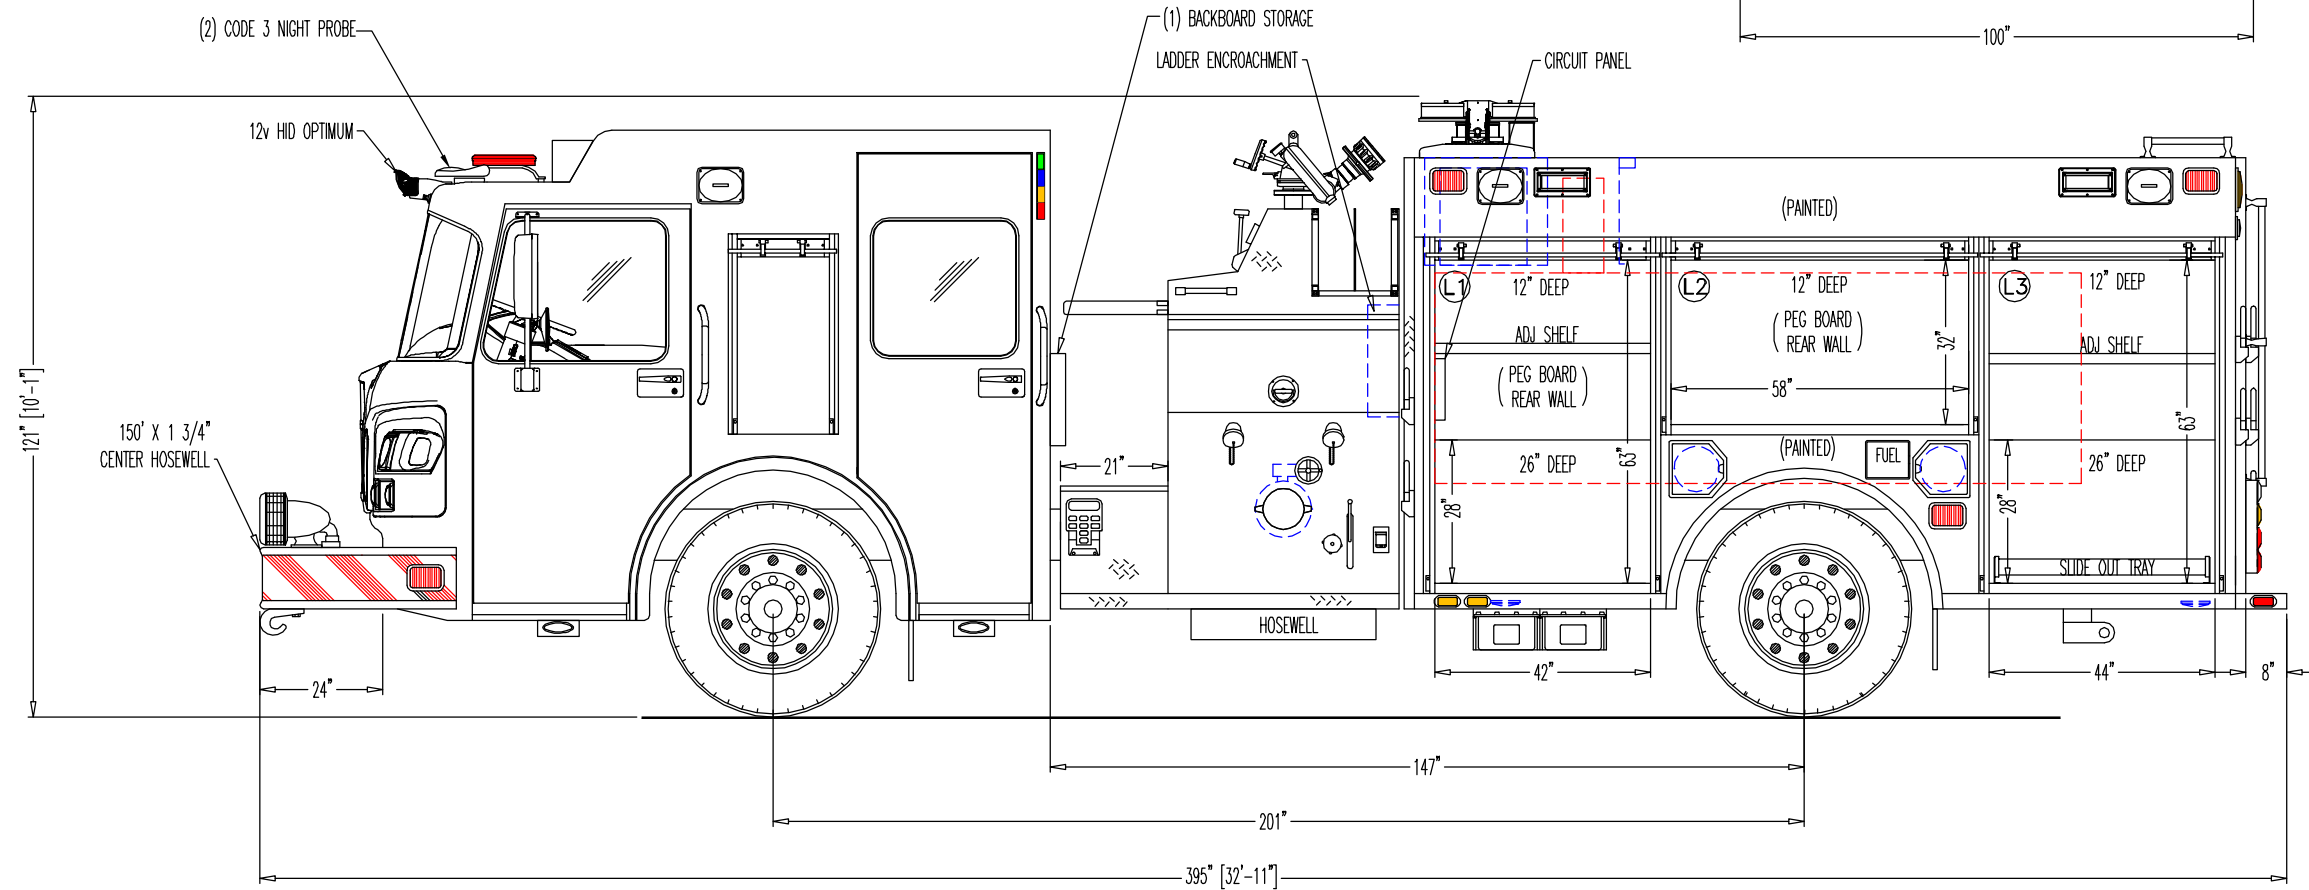 (1) BACKBOARD STORAGE
(2) CODE 3 NIGHT PROBE
100"
LADDER ENCROACHMENT
CIRCUIT PANEL
12v HID OPTIMUM
(PAINTED)
L1
12" DEEP
L2
12" DEEP
L3
12" DEEP
(PEG BOARD)
REAR WALL
32"
ADJ SHELF
ADJ SHELF
121" [10'-1"]
(PEG BOARD)
REAR WALL
58"
63"
150' X 1 3/4"
CENTER HOSEWELL
(PAINTED)
FUEL
21"
26" DEEP
63"
26" DEEP
28"
28"
SLIDE OUT TRAY
HOSEWELL
24"
42"
44"
8"
147"
201"
395" [32'-11"]